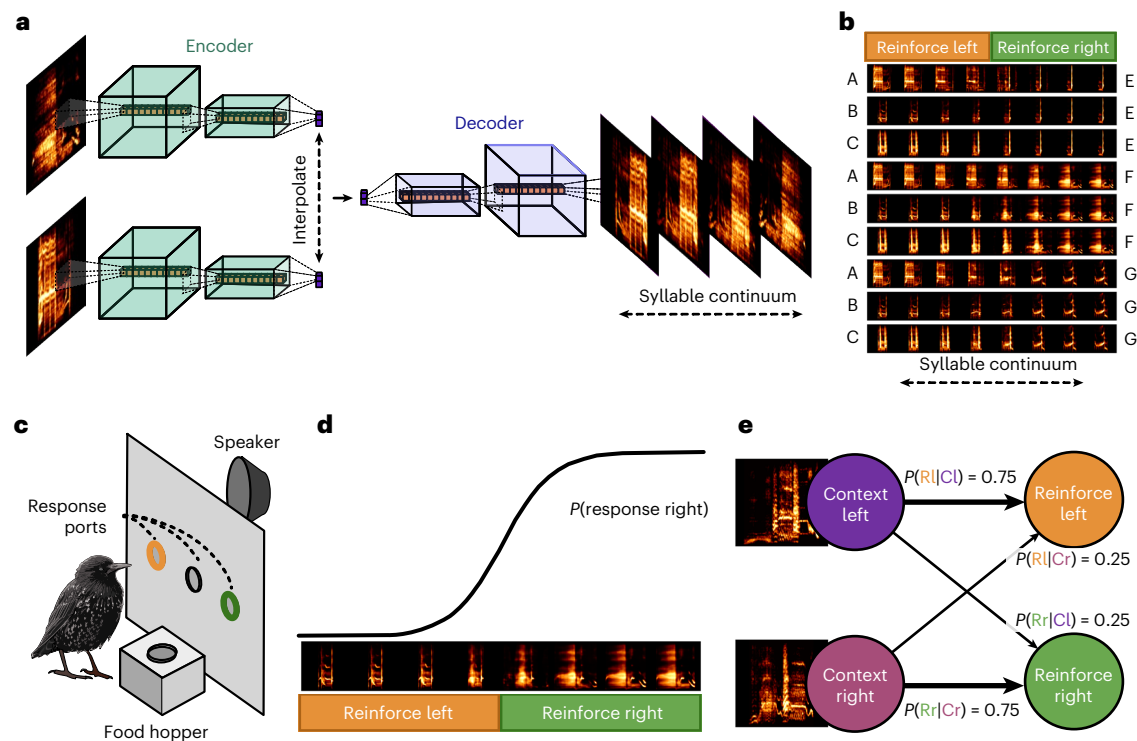 a
Encoder
Interpolate
Decoder
Syllable continuum
b
Reinforce left
Reinforce right
A
E
B
E
C
E
A
F
B
F
C
F
A
G
B
G
C
G
Syllable continuum
c
Speaker
Response
ports
Food hopper
d
P(response right)
Reinforce left
Reinforce right
e
Context
left
P(Rl|Cl) = 0.75
Reinforce
left
P(Rl|Cr) = 0.25
P(Rr|Cl) = 0.25
Context
right
P(Rr|Cr) = 0.75
Reinforce
right